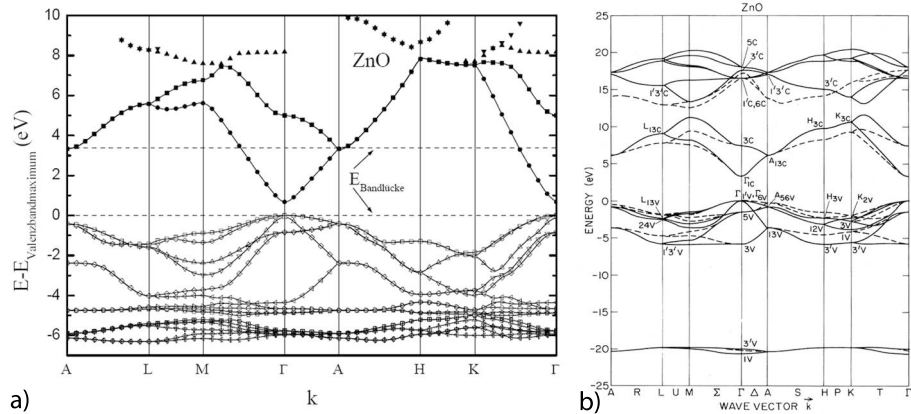 a)
ZnO
E-E_Valenzbandmaximum (eV)
10
8
6
4
2
0
-2
-4
-6
E_Bandlücke
A L M Γ A H K Γ
k
b)
ZnO
ENERGY (eV)
25
20
15
10
5
0
-5
-10
-15
-20
-25
5C
3'C
1'3'C
1'C,6C
1'3'C
3'C
L13C
3C
A13C
H3C
K3C
Γ1C
Γ1'V,Γ6V
A56V
L13V
H3V
K2V
24V
5V
13V
12V
3V
1V
1'3'V
3V
3'V
3'V
3'V
1V
A R L U M Σ Γ Δ A S H P K T Γ
WAVE VECTOR k